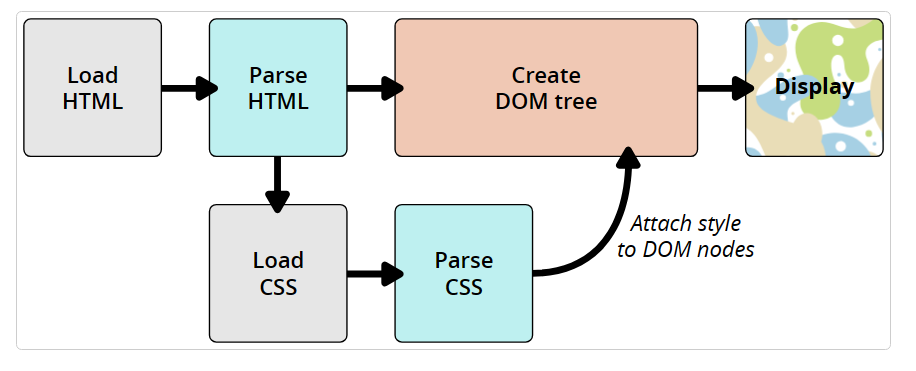 Load
HTML
Parse
HTML
Create
DOM tree
Display
Load
CSS
Parse
CSS
Attach style
to DOM nodes